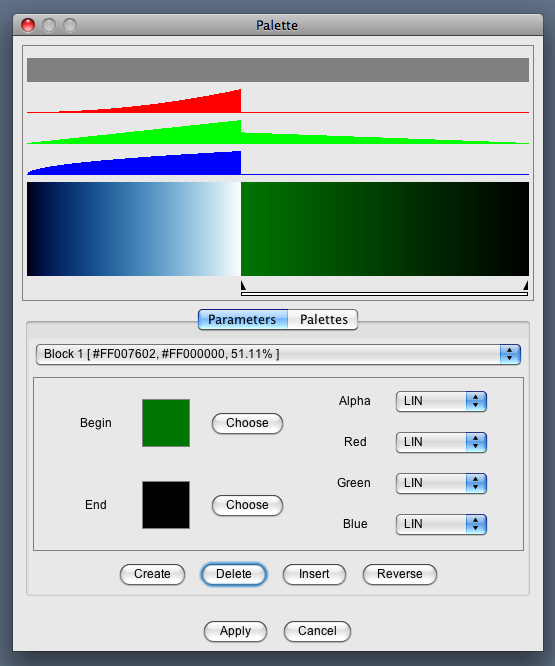 Palette
Parameters Palettes
Block 1 [ #FF007602, #FF000000, 51.11% ]
Begin Choose
End Choose
Alpha LIN
Red LIN
Green LIN
Blue LIN
Create Delete Insert Reverse
Apply Cancel